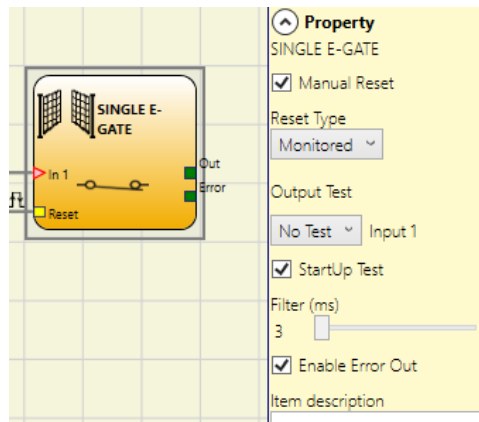 SINGLE E-
GATE
In 1
Out
Error
Reset
Property
SINGLE E-GATE
Manual Reset
Reset Type
Monitored
Output Test
No Test Input 1
StartUp Test
Filter (ms)
3
Enable Error Out
Item description